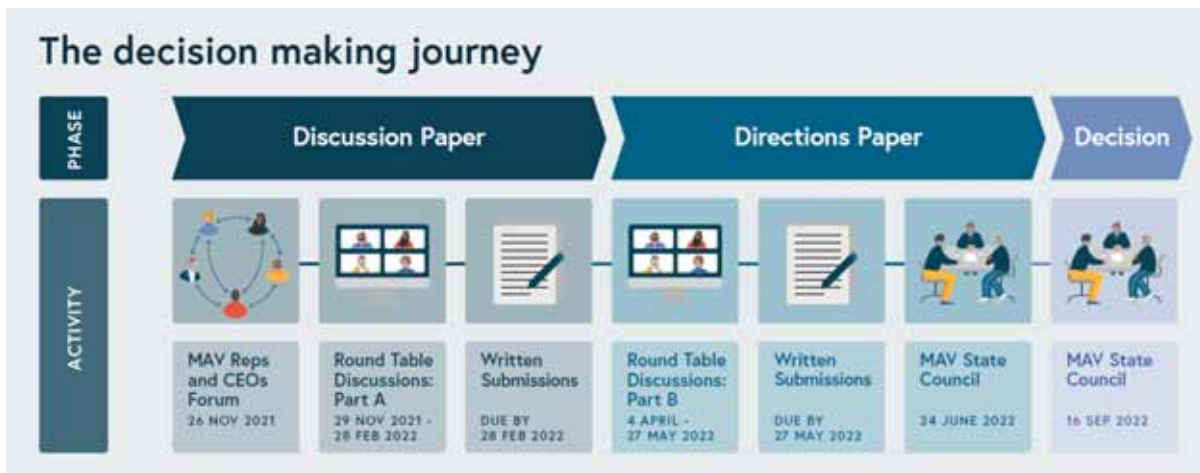 The decision making journey
PHASE
Discussion Paper
Directions Paper
Decision
ACTIVITY
MAV Reps
and CEOs
Forum
26 NOV 2021
Round Table
Discussions:
Part A
29 NOV 2021 -
28 FEB 2022
Written
Submissions
DUE BY
28 FEB 2022
Round Table
Discussions:
Part B
4 APRIL -
27 MAY 2022
Written
Submissions
DUE BY
27 MAY 2022
MAV State
Council
24 JUNE 2022
MAV State
Council
16 SEP 2022